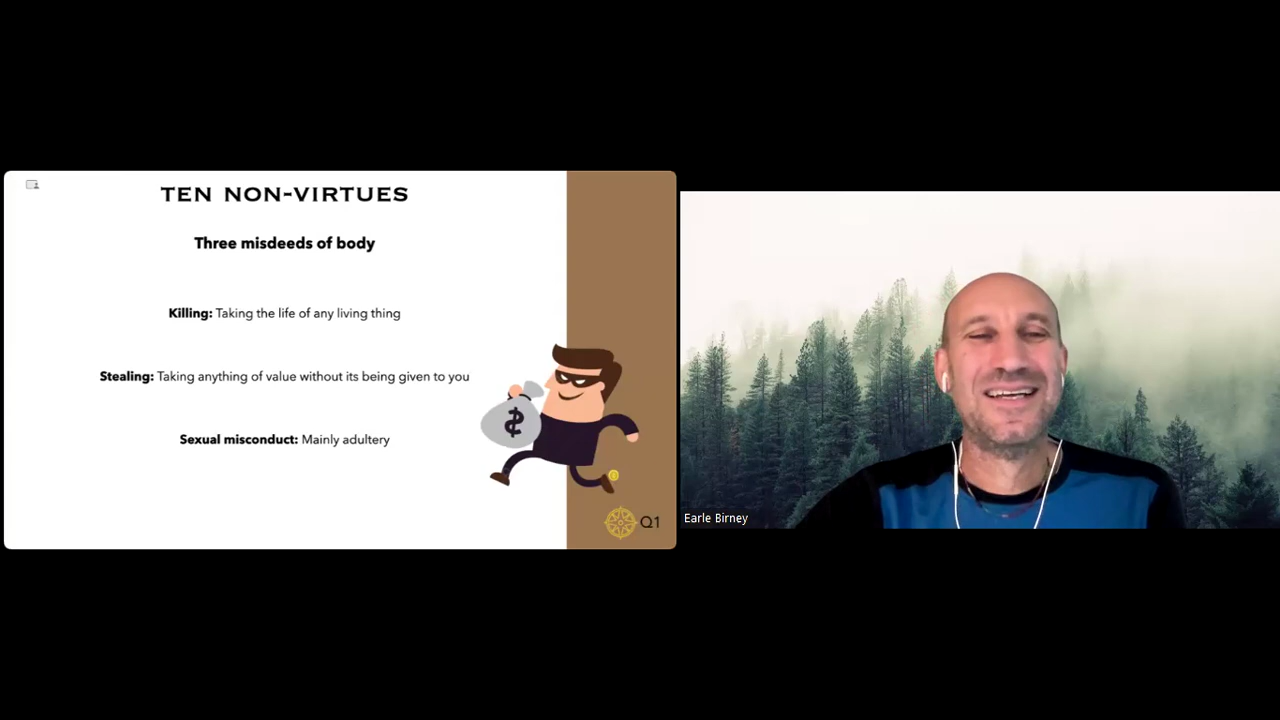 TEN NON-VIRTUES
Three misdeeds of body
Killing: Taking the life of any living thing
Stealing: Taking anything of value without its being given to you
$
Sexual misconduct: Mainly adultery
Q1
Earle Birney